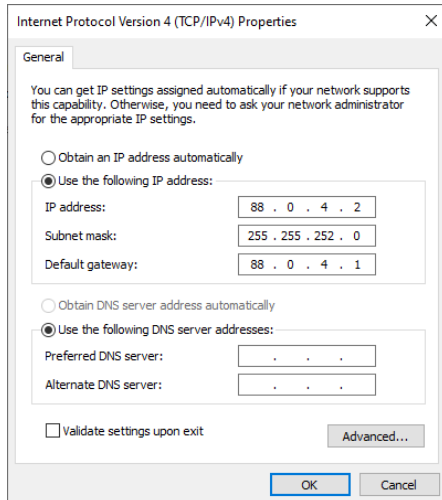 Internet Protocol Version 4 (TCP/IPv4) Properties
General
You can get IP settings assigned automatically if your network supports
this capability. Otherwise, you need to ask your network administrator
for the appropriate IP settings.
Obtain an IP address automatically
Use the following IP address:
IP address: 88 . 0 . 4 . 2
Subnet mask: 255 . 255 . 252 . 0
Default gateway: 88 . 0 . 4 . 1
Obtain DNS server address automatically
Use the following DNS server addresses:
Preferred DNS server: . . .
Alternate DNS server: . . .
Validate settings upon exit
Advanced...
OK Cancel